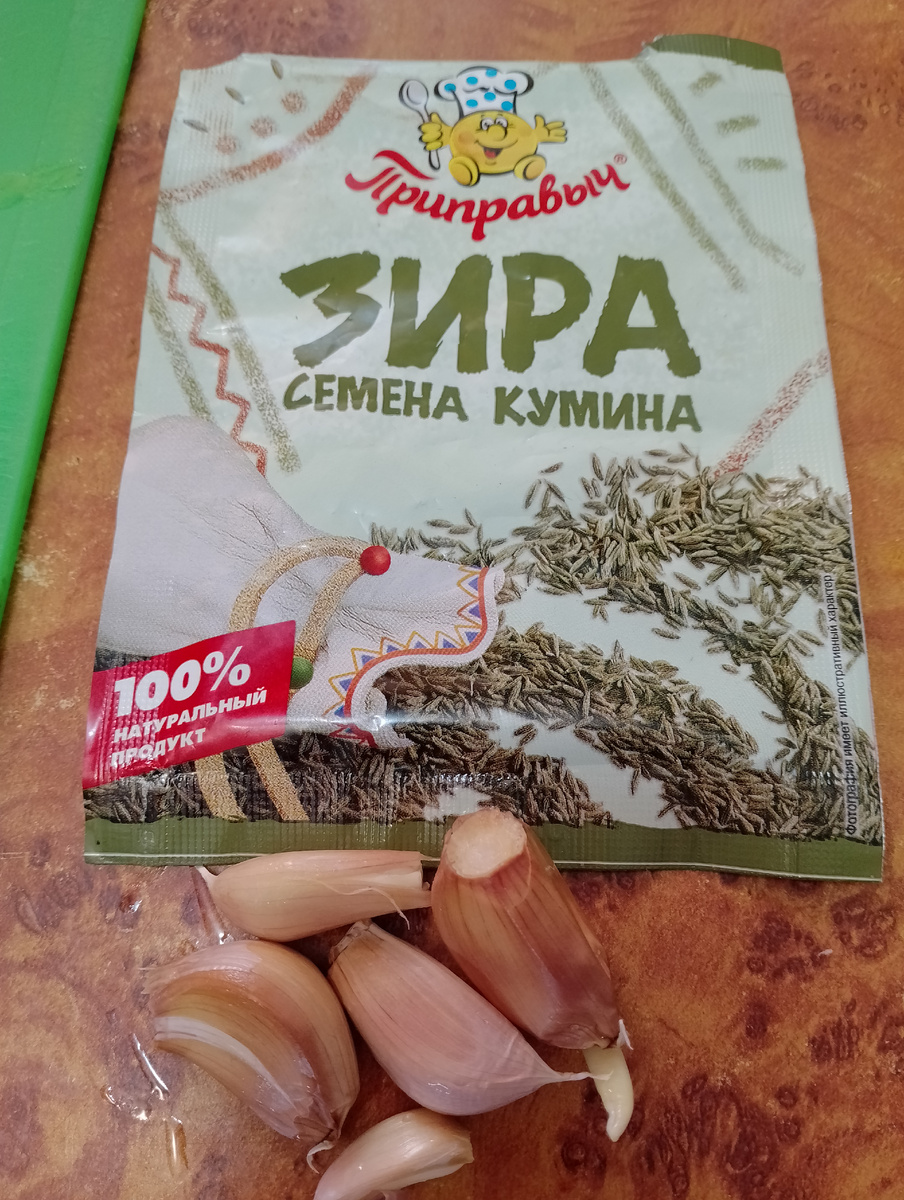 Приправыч®
ЗИРА
СЕМЕНА КУМИНА
100%
НАТУРАЛЬНЫЙ
ПРОДУКТ
Фотография имеет иллюстративный характер